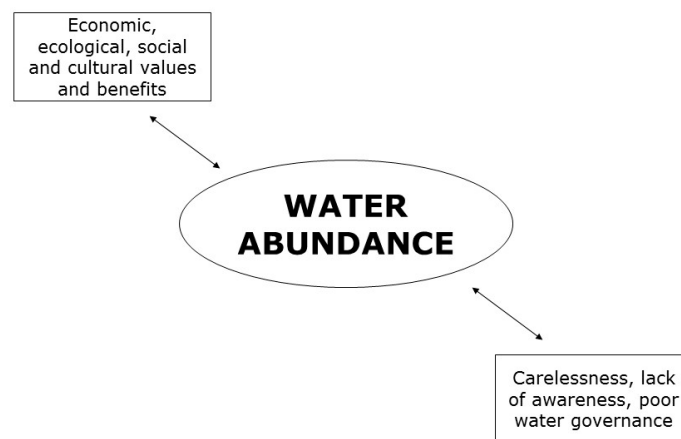 Economic,
ecological, social
and cultural values
and benefits
WATER
ABUNDANCE
Carelessness, lack
of awareness, poor
water governance